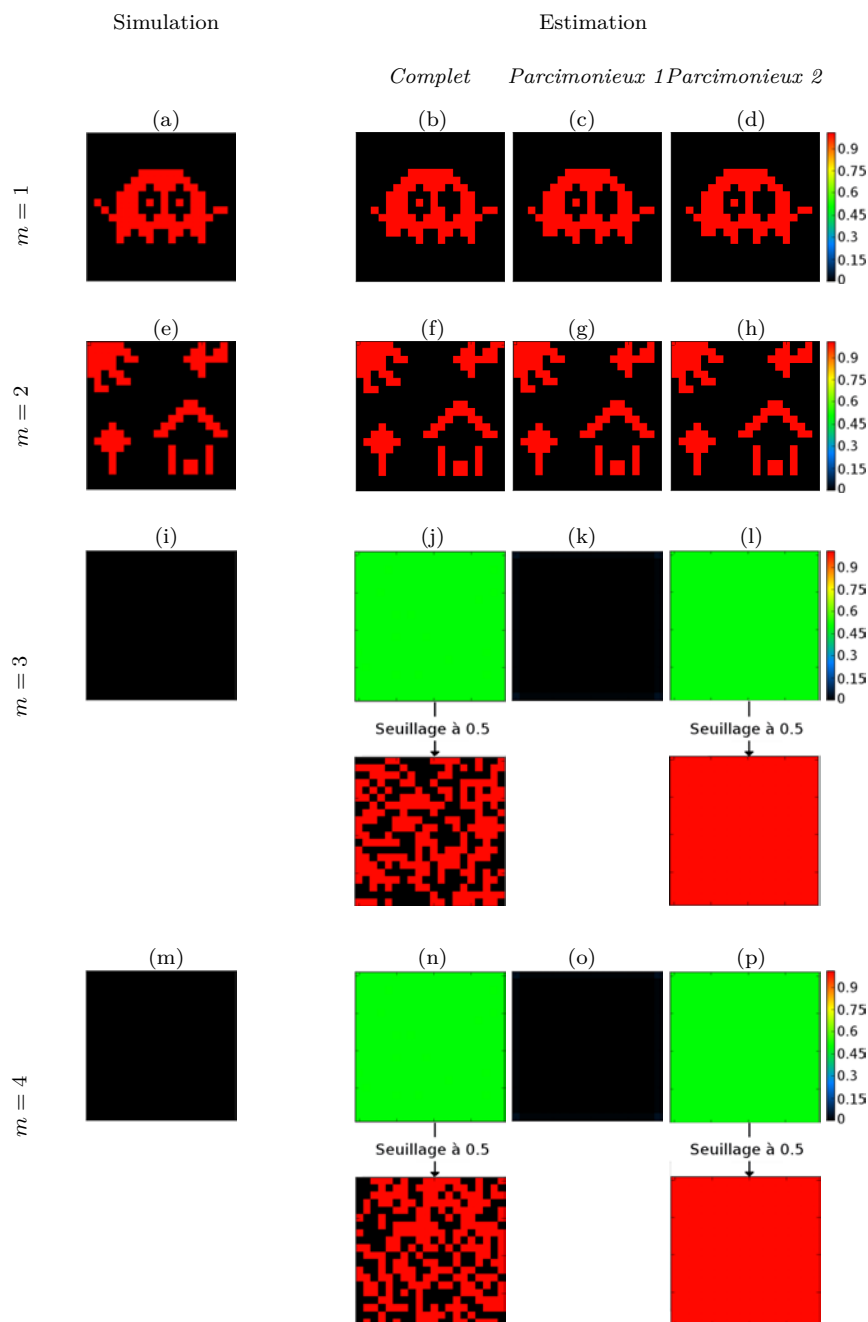 Simulation Estimation
Complet Parcimonieux 1 Parcimonieux 2
(a) (b) (c) (d)
m = 1
0.9
0.75
0.6
0.45
0.3
0.15
0
(e) (f) (g) (h)
m = 2
0.9
0.75
0.6
0.45
0.3
0.15
0
(i) (j) (k) (l)
m = 3
0.9
0.75
0.6
0.45
0.3
0.15
0
Seuillage à 0.5 Seuillage à 0.5
(m) (n) (o) (p)
m = 4
0.9
0.75
0.6
0.45
0.3
0.15
0
Seuillage à 0.5 Seuillage à 0.5